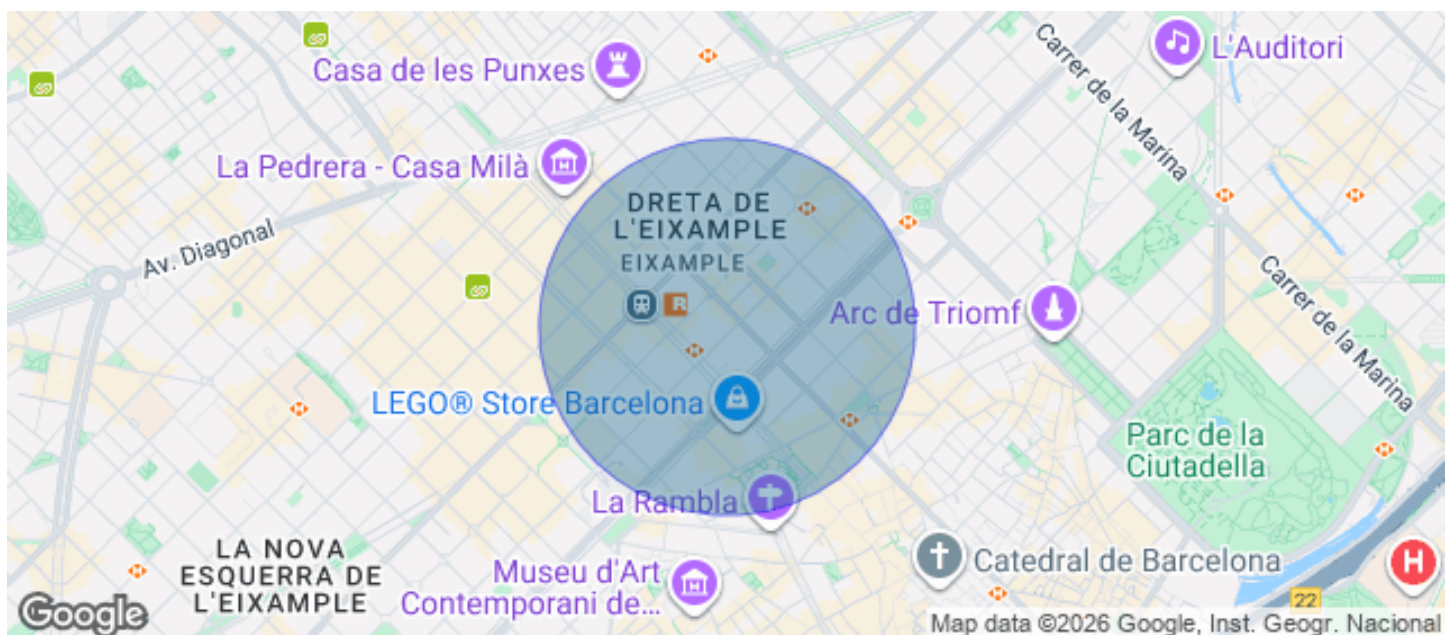 Casa de les Punxes
L'Auditori
Carrer de la Marina
La Pedrera - Casa Milà
DRETA DE
L'EIXAMPLE
EIXAMPLE
Av. Diagonal
R
Arc de Triomf
Carrer de la Marina
LEGO® Store Barcelona
Parc de la
Ciutadella
La Rambla
LA NOVA
ESQUERRA DE
L'EIXAMPLE
Museu d'Art
Contemporani de...
Catedral de Barcelona
H
22
Google
Map data ©2026 Google, Inst. Geogr. Nacional